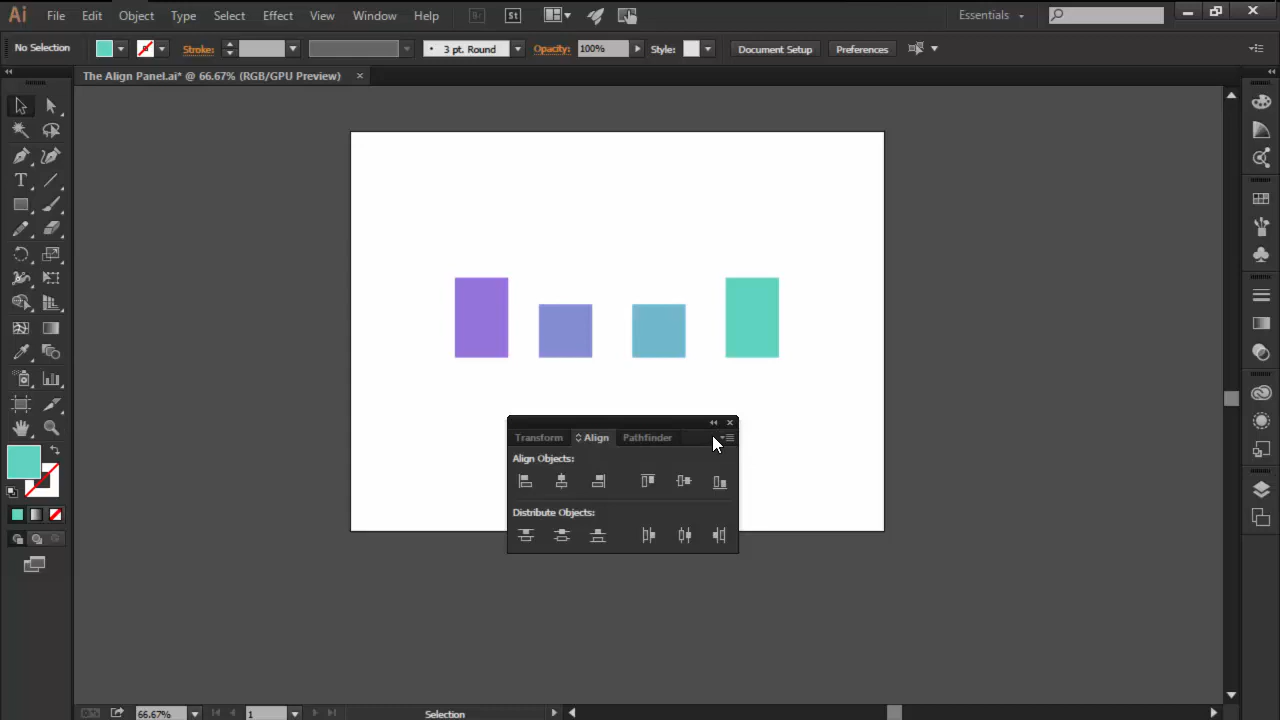 Ai File Edit Object Type Select Effect View Window Help Br St Essentials
No Selection Stroke: 3 pt. Round Opacity: 100% Style: Document Setup Preferences
The Align Panel.ai* @ 66.67% (RGB/GPU Preview)
Transform Align Pathfinder
Align Objects:
Distribute Objects:
66.67% 1 Selection